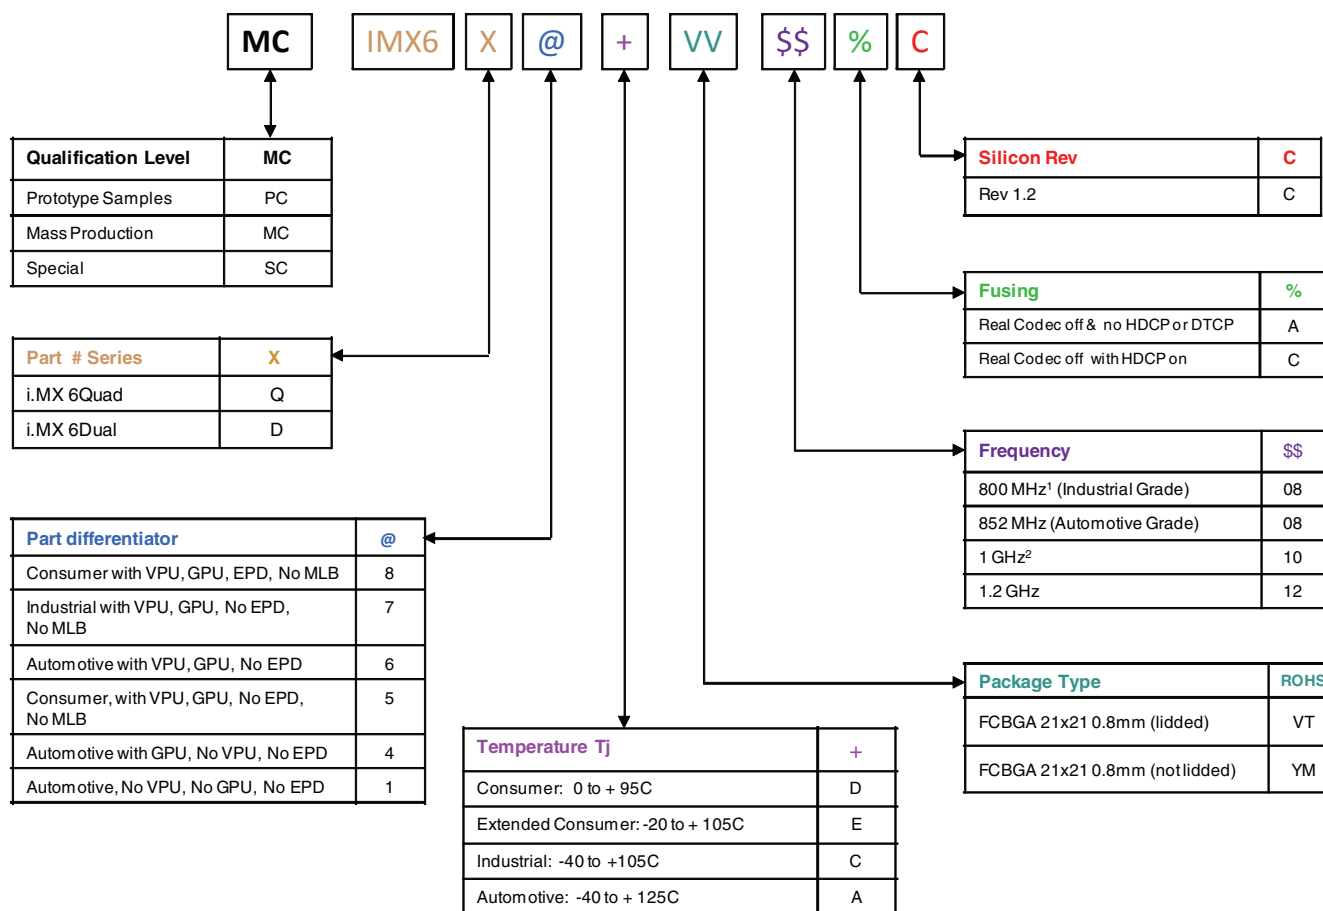 MC IMX6 X @ + VV $$ % C
Qualification Level MC
Prototype Samples PC
Mass Production MC
Special SC
Part # Series X
i.MX 6Quad Q
i.MX 6Dual D
Part differentiator @
Consumer with VPU, GPU, EPD, No MLB 8
Industrial with VPU, GPU, No EPD, 7
No MLB
Automotive with VPU, GPU, No EPD 6
Consumer, with VPU, GPU, No EPD, 5
No MLB
Automotive with GPU, No VPU, No EPD 4
Automotive, No VPU, No GPU, No EPD 1
Temperature Tj +
Consumer: 0 to + 95C D
Extended Consumer: -20 to + 105C E
Industrial: -40 to +105C C
Automotive: -40 to + 125C A
Silicon Rev C
Rev 1.2 C
Fusing %
Real Codec off & no HDCP or DTCP A
Real Codec off with HDCP on C
Frequency $$
800 MHz¹ (Industrial Grade) 08
852 MHz (Automotive Grade) 08
1 GHz² 10
1.2 GHz 12
Package Type ROHS
FCBGA 21x21 0.8mm (lidded) VT
FCBGA 21x21 0.8mm (not lidded) YM